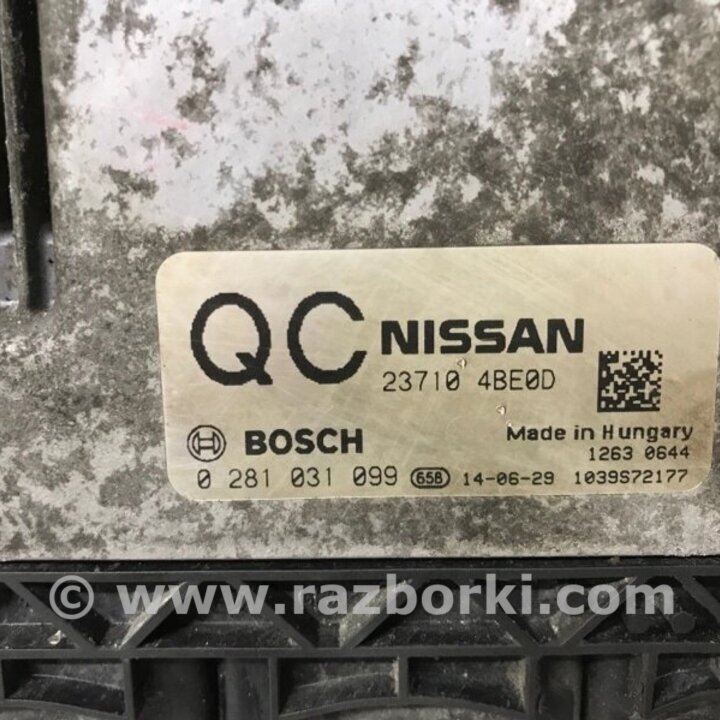 QC NISSAN
23710 4BE0D
BOSCH
Made in Hungary
1263 0644
0 281 031 099 658 14-06-29 1039S72177
© www.razborki.com ®